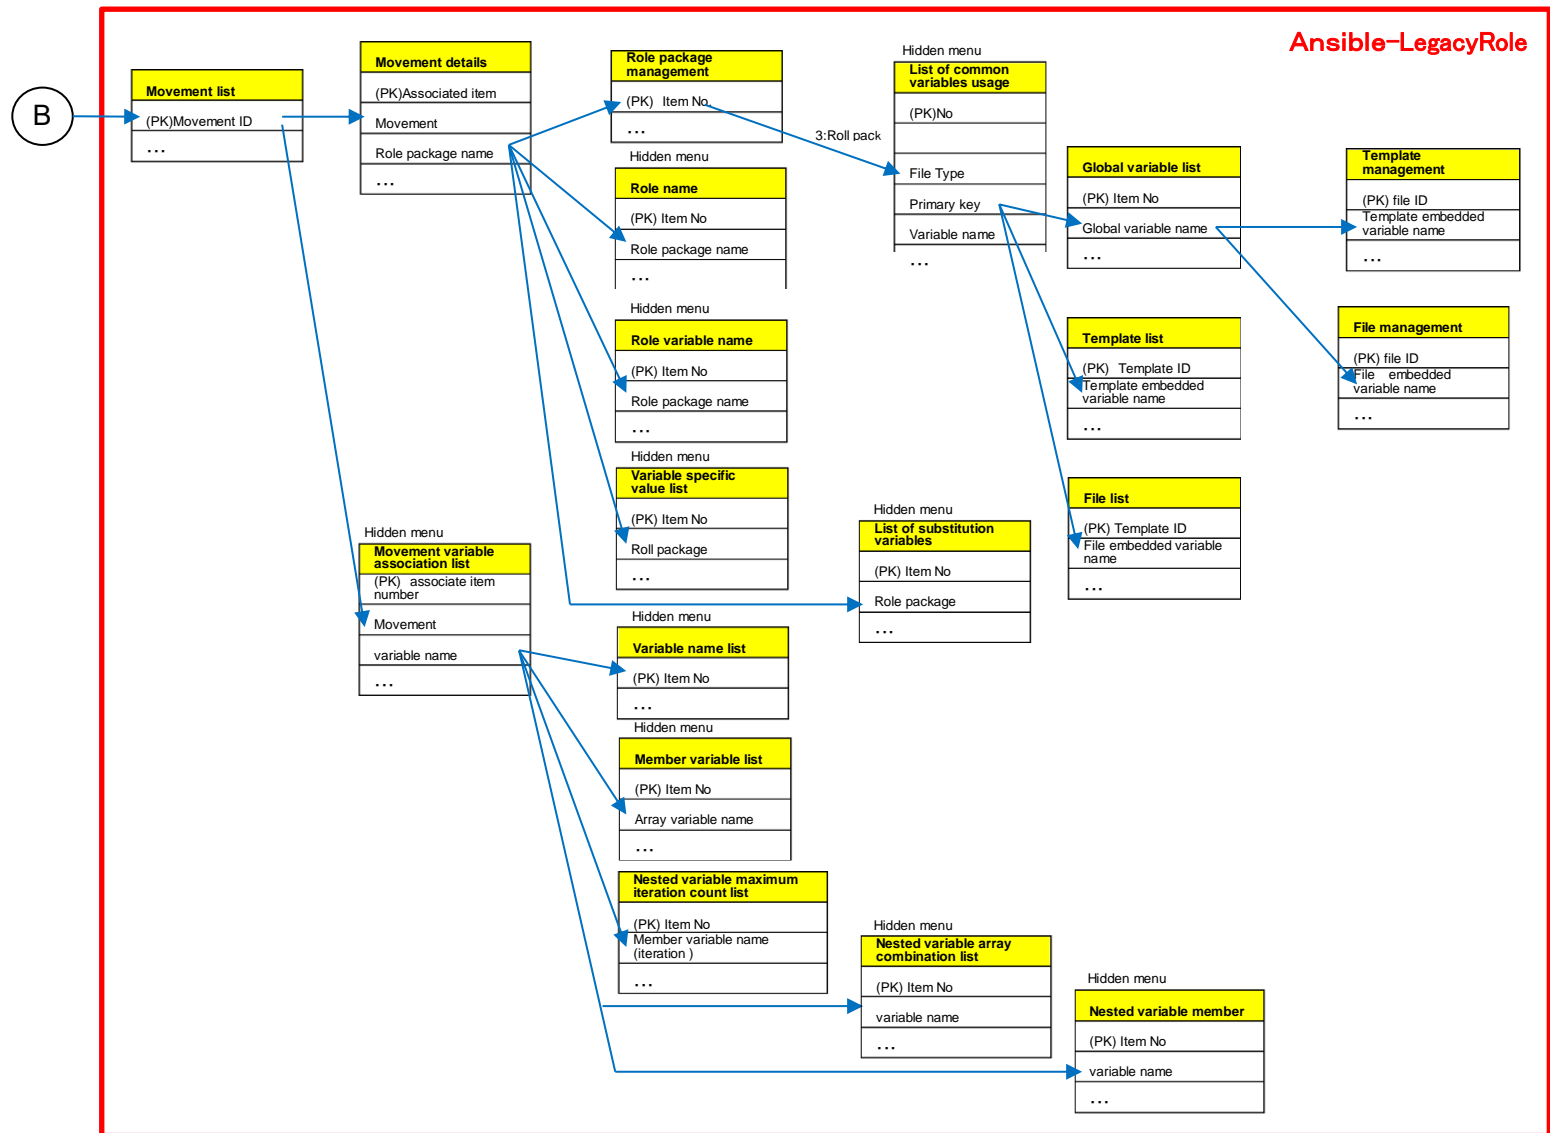 Ansible-LegacyRole
B
Movement list
(PK)Movement ID
...
Movement details
(PK)Associated item
Movement
Role package name
...
Role package
management
(PK) Item No
...
3:Roll pack
Hidden menu
List of common
variables usage
(PK)No
File Type
Primary key
Variable name
...
Global variable list
(PK) Item No
Global variable name
...
Template
management
(PK) file ID
Template embedded
variable name
...
Hidden menu
Role name
(PK) Item No
Role package name
...
Hidden menu
Role variable name
(PK) Item No
Role package name
...
Template list
(PK) Template ID
Template embedded
variable name
...
File management
(PK) file ID
File embedded
variable name
...
Hidden menu
Variable specific
value list
(PK) Item No
Roll package
...
File list
(PK) Template ID
File embedded variable
name
...
Hidden menu
List of substitution
variables
(PK) Item No
Role package
...
Hidden menu
Movement variable
association list
(PK) associate item
number
Movement
variable name
...
Hidden menu
Variable name list
(PK) Item No
...
Hidden menu
Member variable list
(PK) Item No
Array variable name
...
Nested variable maximum
iteration count list
(PK) Item No
Member variable name
(iteration )
...
Hidden menu
Nested variable array
combination list
(PK) Item No
variable name
...
Hidden menu
Nested variable member
(PK) Item No
variable name
...